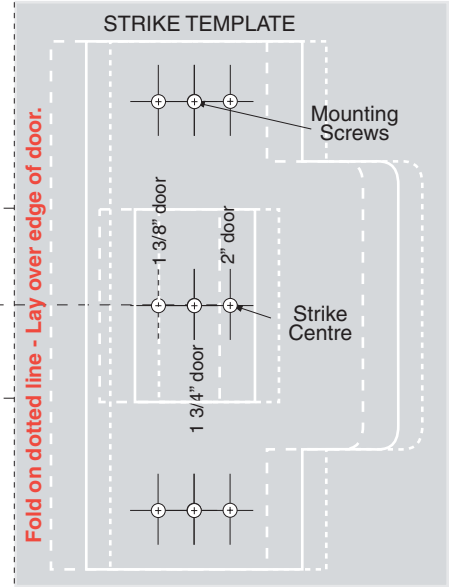 STRIKE TEMPLATE
Fold on dotted line - Lay over edge of door.
Mounting
Screws
1 3/8” door
2” door
1 3/4” door
Strike
Centre